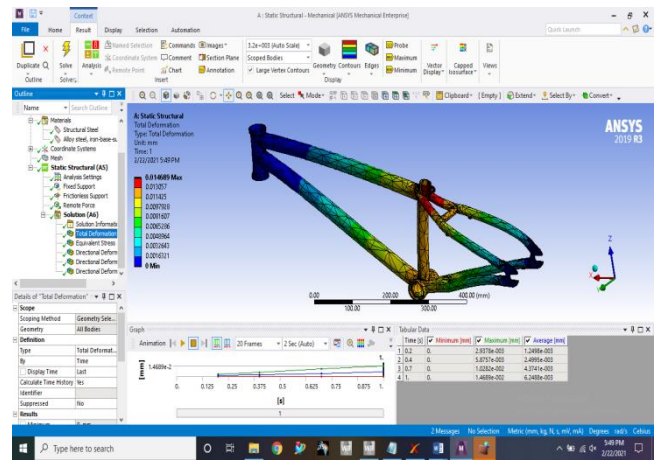 Context
A : Static Structural - Mechanical [ANSYS Mechanical Enterprise]
File Home Result Display Selection Automation
Quick Launch
Duplicate Q Solve Analysis
Named Selection Commands Images
3.2e+003 (Auto Scale)
Probe
Coordinate System Comment Section Plane
Scoped Bodies
Geometry Contours Edges
Maximum
Remote Point Chart Annotation
Large Vertex Contours
Minimum
Vector Display Capped Isosurface Views
Outline Solve Insert Display
Outline
Name Search Outline
Select Mode Clipboard [ Empty ] Extend Select By Convert
Materials
Structural Steel
Alloy steel, iron-base-s
Coordinate Systems
Mesh
Static Structural (A5)
Analysis Settings
Fixed Support
Frictionless Support
Remote Force
Solution (A6)
Solution Informatio
Total Deformation
Equivalent Stress
Directional Deform
Directional Deform
Directional Deform
A: Static Structural
Total Deformation
Type: Total Deformation
Unit: mm
Time: 1
2/22/2021 5:49 PM
0.014689 Max
0.013057
0.011425
0.0097928
0.0081607
0.0065286
0.0048964
0.0032643
0.0016321
0 Min
ANSYS
2019 R3
Z
X
Y
0.00 200.00 400.00 (mm)
100.00 300.00
Details of "Total Deformation"
Scope
Scoping Method Geometry Sele...
Geometry All Bodies
Definition
Type Total Deformat...
By Time
Display Time Last
Calculate Time History Yes
Identifier
Suppressed No
Results
Minimum 0. mm
Graph
Animation 20 Frames 2 Sec (Auto)
1.
1.4689e-2
[mm]
0.
0. 0.125 0.25 0.375 0.5 0.625 0.75 0.875 1.
[s]
1
Tabular Data
Time [s] Minimum [mm] Maximum [mm] Average [mm]
1 0.2 0. 2.9378e-003 1.2498e-003
2 0.4 0. 5.8757e-003 2.4995e-003
3 0.7 0. 1.0282e-002 4.3741e-003
4 1. 0. 1.4689e-002 6.2488e-003
2 Messages No Selection Metric (mm, kg, N, s, mV, mA) Degrees rad/s Celsius
Type here to search
5:49 PM
2/22/2021